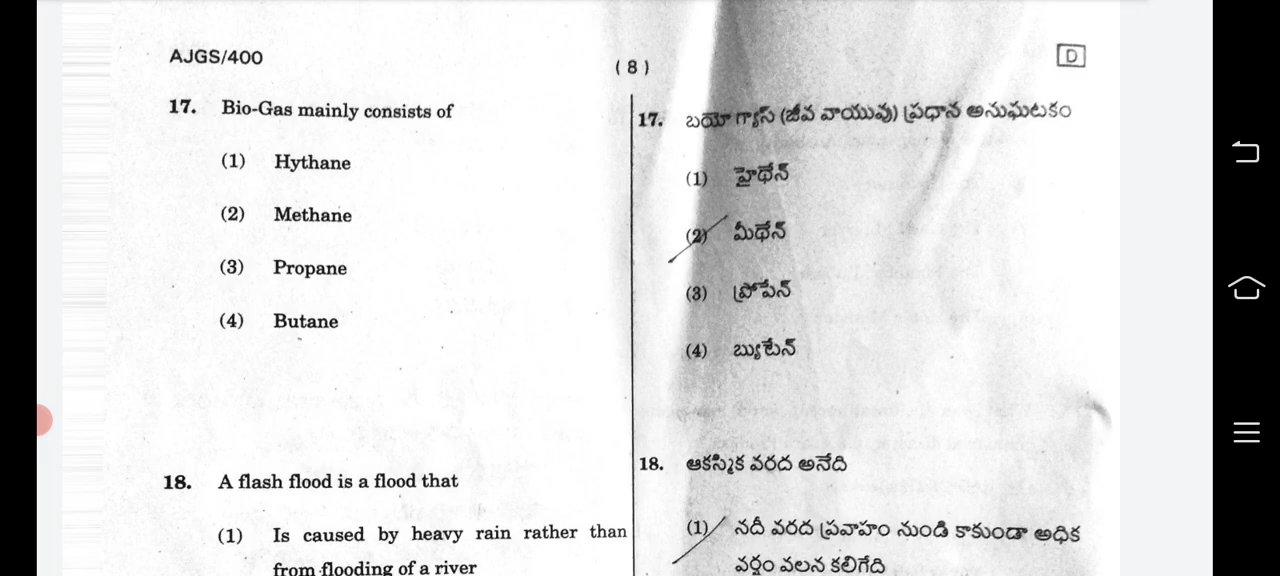 AJGS/400
( 8 )
D
17. Bio-Gas mainly consists of
(1) Hythane
(2) Methane
(3) Propane
(4) Butane
18. A flash flood is a flood that
(1) Is caused by heavy rain rather than
from flooding of a river
17. బయో గ్యాస్ (జీవ వాయువు) ప్రధాన అనుఘటకం
(1) హైథేన్
(2) మీథేన్
(3) ప్రోపేన్
(4) బ్యుటేన్
18. ఆకస్మిక వరద అనేది
(1) నదీ వరద ప్రవాహం నుండి కాకుండా అధిక
వర్షం వలన కలిగేది